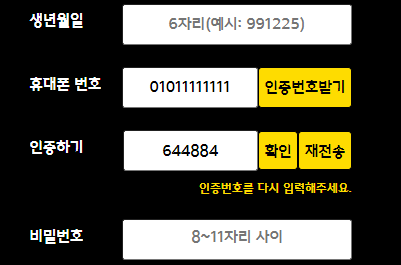 생년월일 6자리(예시: 991225)
휴대폰 번호 01011111111 인증번호받기
인증하기 644884 확인 재전송
인증번호를 다시 입력해주세요.
비밀번호 8~11자리 사이